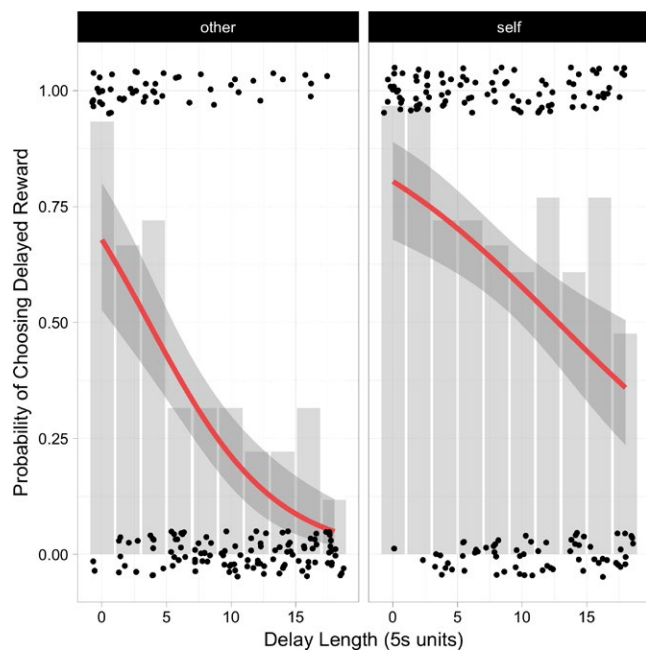 other self
Probability of Choosing Delayed Reward
1.00
0.75
0.50
0.25
0.00
0 5 10 15 0 5 10 15
Delay Length (5s units)